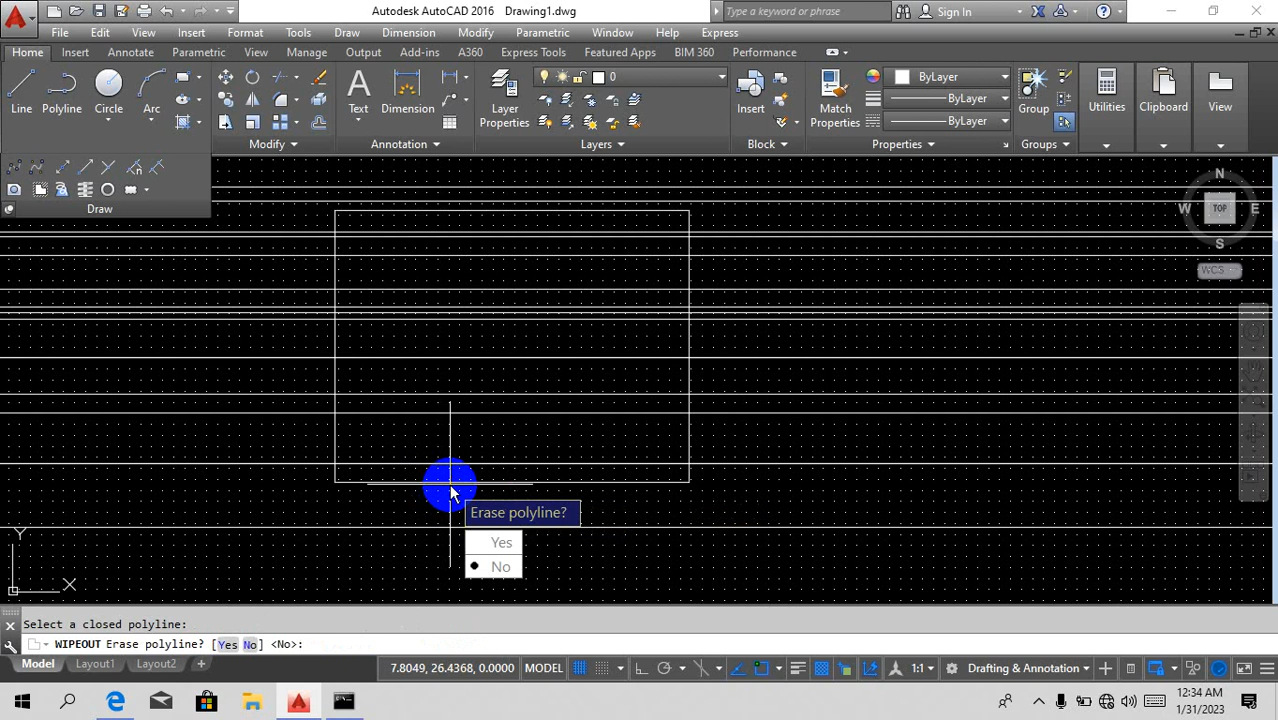 Autodesk AutoCAD 2016 Drawing1.dwg
Type a keyword or phrase
Sign In
File Edit View Insert Format Tools Draw Dimension Modify Parametric Window Help Express
Home Insert Annotate Parametric View Manage Output Add-ins A360 Express Tools Featured Apps BIM 360 Performance
0
ByLayer
ByLayer
ByLayer
Line Polyline Circle Arc
Text Dimension
Layer
Properties
Insert
Match
Properties
Group
Utilities
Clipboard
View
Modify Annotation Layers Block Properties Groups
Draw
N
W TOP E
S
WCS
Erase polyline?
Yes
No
Y
X
Select a closed polyline:
WIPEOUT Erase polyline? [Yes No] <No>:
Model Layout1 Layout2 +
7.8049, 26.4368, 0.0000 MODEL
1:1
Drafting & Annotation
12:34 AM
1/31/2023